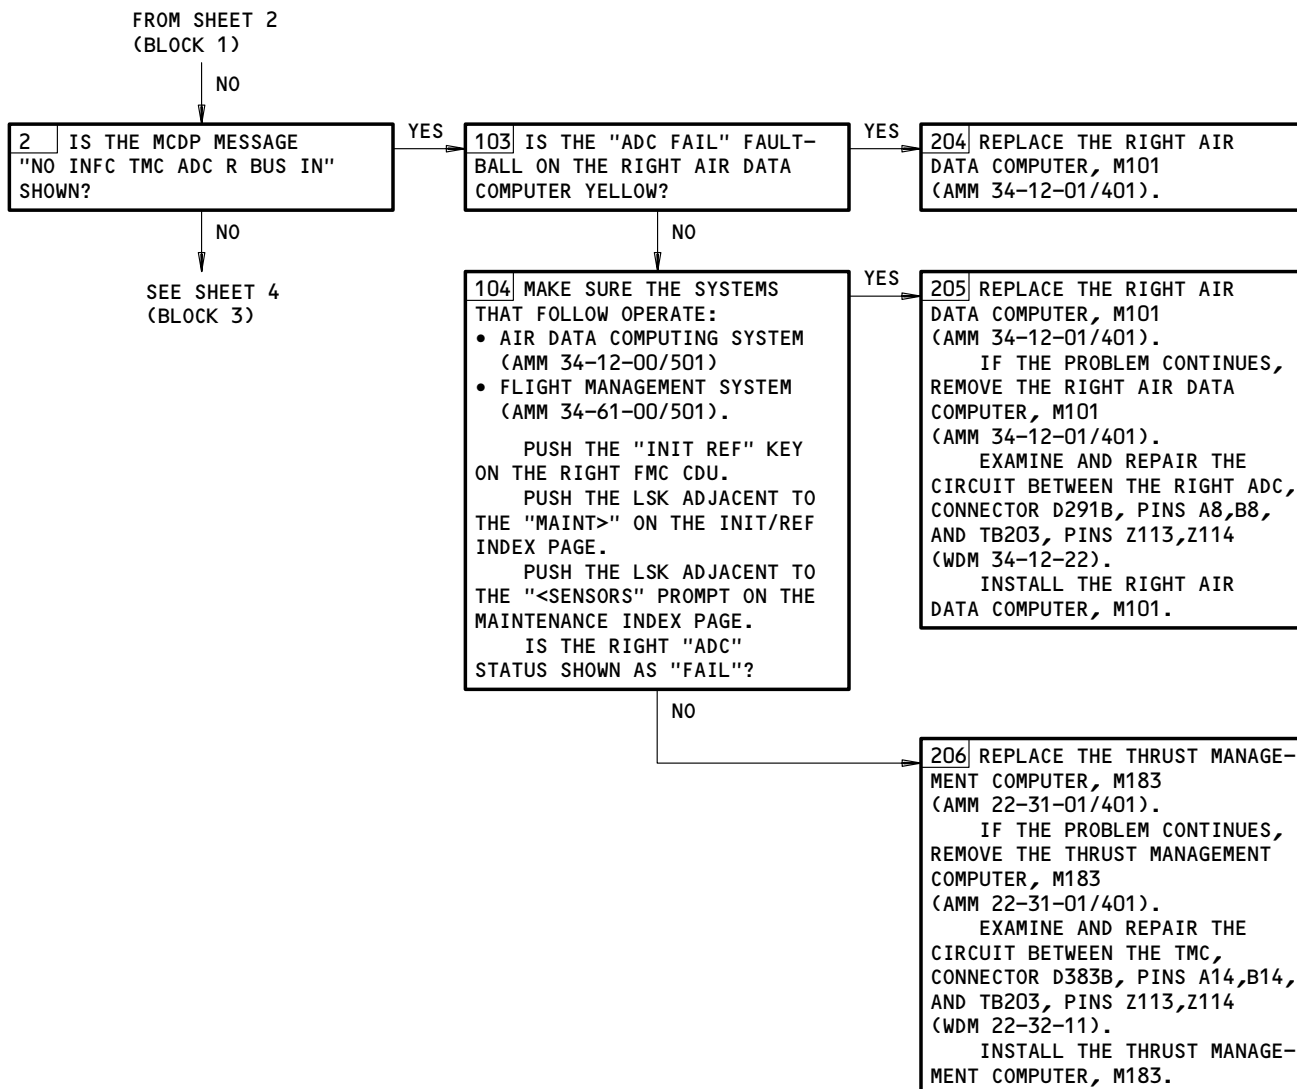 FROM SHEET 2
(BLOCK 1)
NO
2 IS THE MCDP MESSAGE
"NO INFC TMC ADC R BUS IN"
SHOWN?
YES
NO
SEE SHEET 4
(BLOCK 3)
103 IS THE "ADC FAIL" FAULT-
BALL ON THE RIGHT AIR DATA
COMPUTER YELLOW?
YES
NO
204 REPLACE THE RIGHT AIR
DATA COMPUTER, M101
(AMM 34-12-01/401).
104 MAKE SURE THE SYSTEMS
THAT FOLLOW OPERATE:
• AIR DATA COMPUTING SYSTEM
(AMM 34-12-00/501)
• FLIGHT MANAGEMENT SYSTEM
(AMM 34-61-00/501).
PUSH THE "INIT REF" KEY
ON THE RIGHT FMC CDU.
PUSH THE LSK ADJACENT TO
THE "MAINT>" ON THE INIT/REF
INDEX PAGE.
PUSH THE LSK ADJACENT TO
THE "<SENSORS" PROMPT ON THE
MAINTENANCE INDEX PAGE.
IS THE RIGHT "ADC"
STATUS SHOWN AS "FAIL"?
YES
NO
205 REPLACE THE RIGHT AIR
DATA COMPUTER, M101
(AMM 34-12-01/401).
IF THE PROBLEM CONTINUES,
REMOVE THE RIGHT AIR DATA
COMPUTER, M101
(AMM 34-12-01/401).
EXAMINE AND REPAIR THE
CIRCUIT BETWEEN THE RIGHT ADC,
CONNECTOR D291B, PINS A8,B8,
AND TB203, PINS Z113,Z114
(WDM 34-12-22).
INSTALL THE RIGHT AIR
DATA COMPUTER, M101.
206 REPLACE THE THRUST MANAGE-
MENT COMPUTER, M183
(AMM 22-31-01/401).
IF THE PROBLEM CONTINUES,
REMOVE THE THRUST MANAGEMENT
COMPUTER, M183
(AMM 22-31-01/401).
EXAMINE AND REPAIR THE
CIRCUIT BETWEEN THE TMC,
CONNECTOR D383B, PINS A14,B14,
AND TB203, PINS Z113,Z114
(WDM 22-32-11).
INSTALL THE THRUST MANAGE-
MENT COMPUTER, M183.